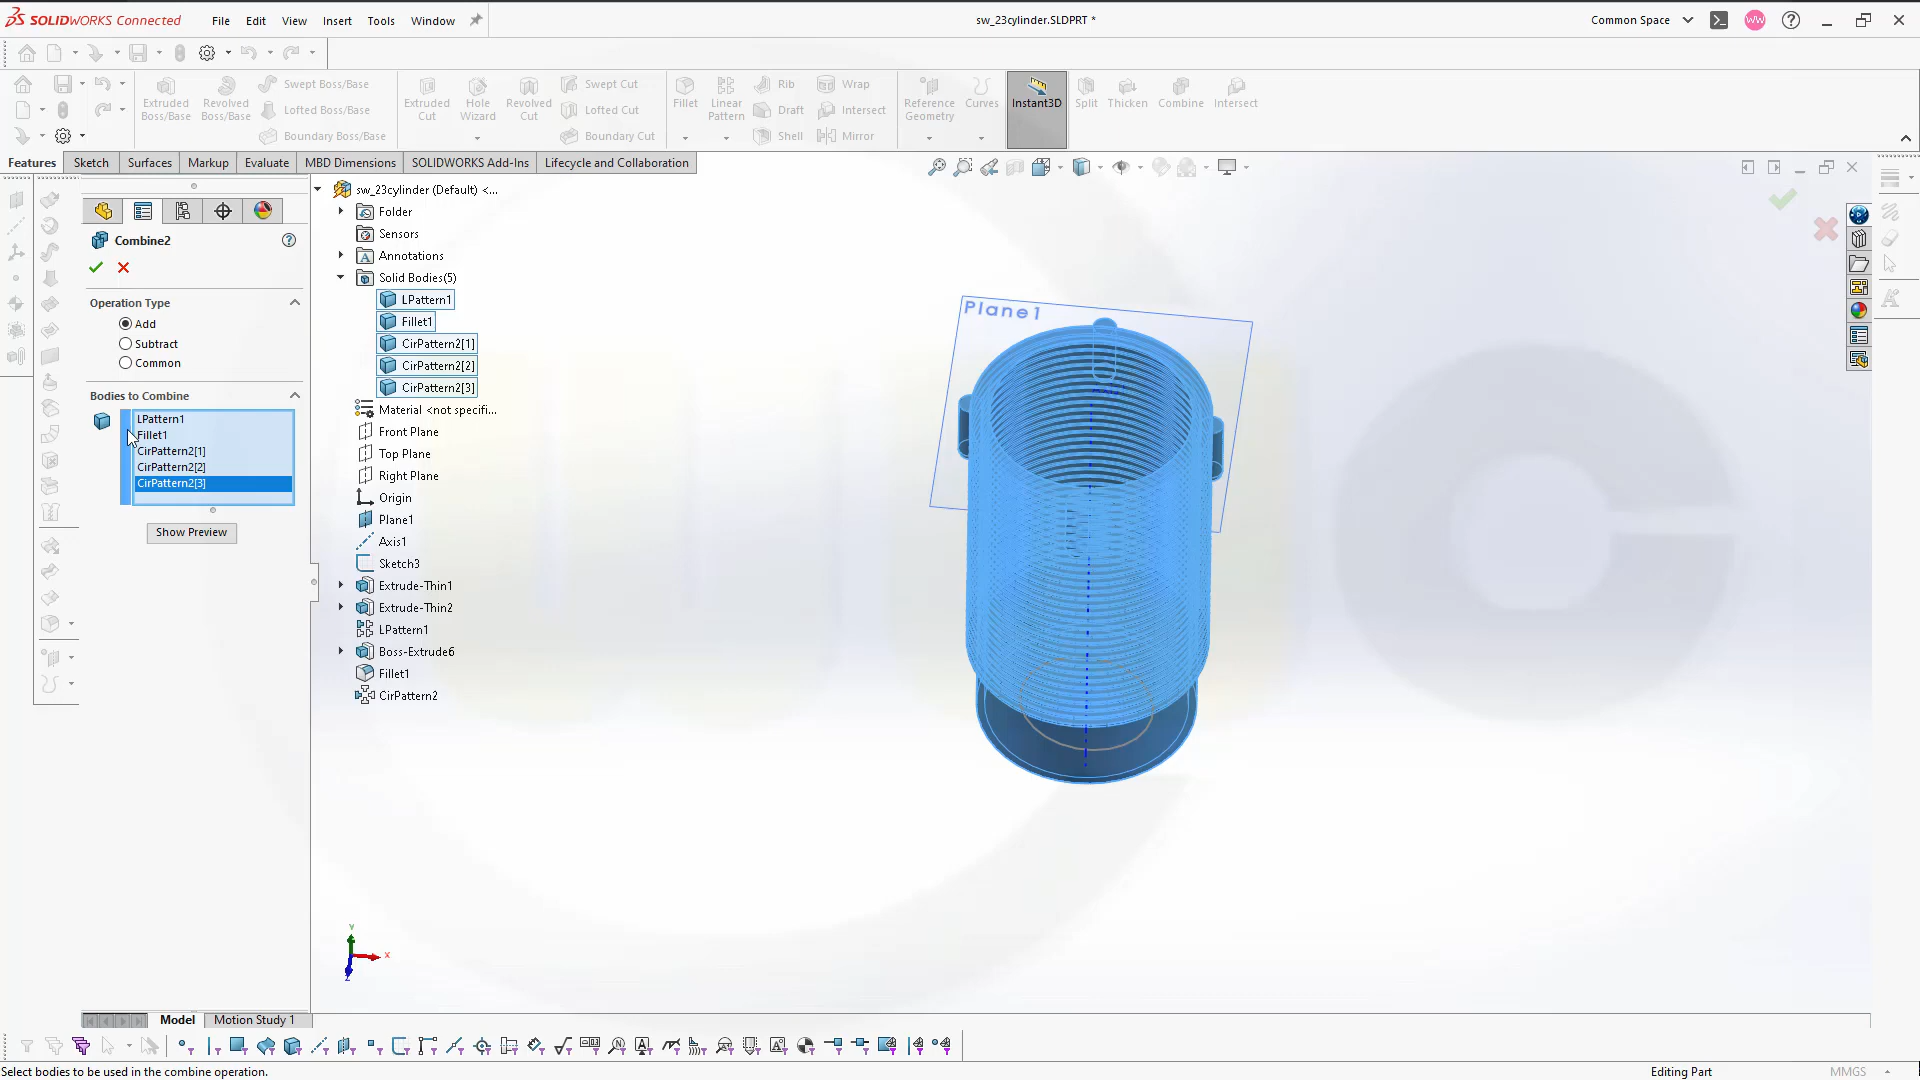 SOLIDWORKS Connected
File
Edit
View
Insert
Tools
Window
sw_23cylinder.SLDPRT *
Common Space
WW
Extruded Boss/Base
Revolved Boss/Base
Swept Boss/Base
Lofted Boss/Base
Boundary Boss/Base
Extruded Cut
Hole Wizard
Revolved Cut
Swept Cut
Lofted Cut
Boundary Cut
Fillet
Linear Pattern
Rib
Draft
Shell
Wrap
Intersect
Mirror
Reference Geometry
Curves
Instant3D
Split
Thicken
Combine
Intersect
Features
Sketch
Surfaces
Markup
Evaluate
MBD Dimensions
SOLIDWORKS Add-Ins
Lifecycle and Collaboration
Combine2
Operation Type
Add
Subtract
Common
Bodies to Combine
LPattern1
Fillet1
CirPattern2[1]
CirPattern2[2]
CirPattern2[3]
Show Preview
sw_23cylinder (Default) <...
Folder
Sensors
Annotations
Solid Bodies(5)
LPattern1
Fillet1
CirPattern2[1]
CirPattern2[2]
CirPattern2[3]
Material <not specifi...
Front Plane
Top Plane
Right Plane
Origin
Plane1
Axis1
Sketch3
Extrude-Thin1
Extrude-Thin2
LPattern1
Boss-Extrude6
Fillet1
CirPattern2
Plane1
Y
X
Z
Model
Motion Study 1
Select bodies to be used in the combine operation.
Editing Part
MMGS